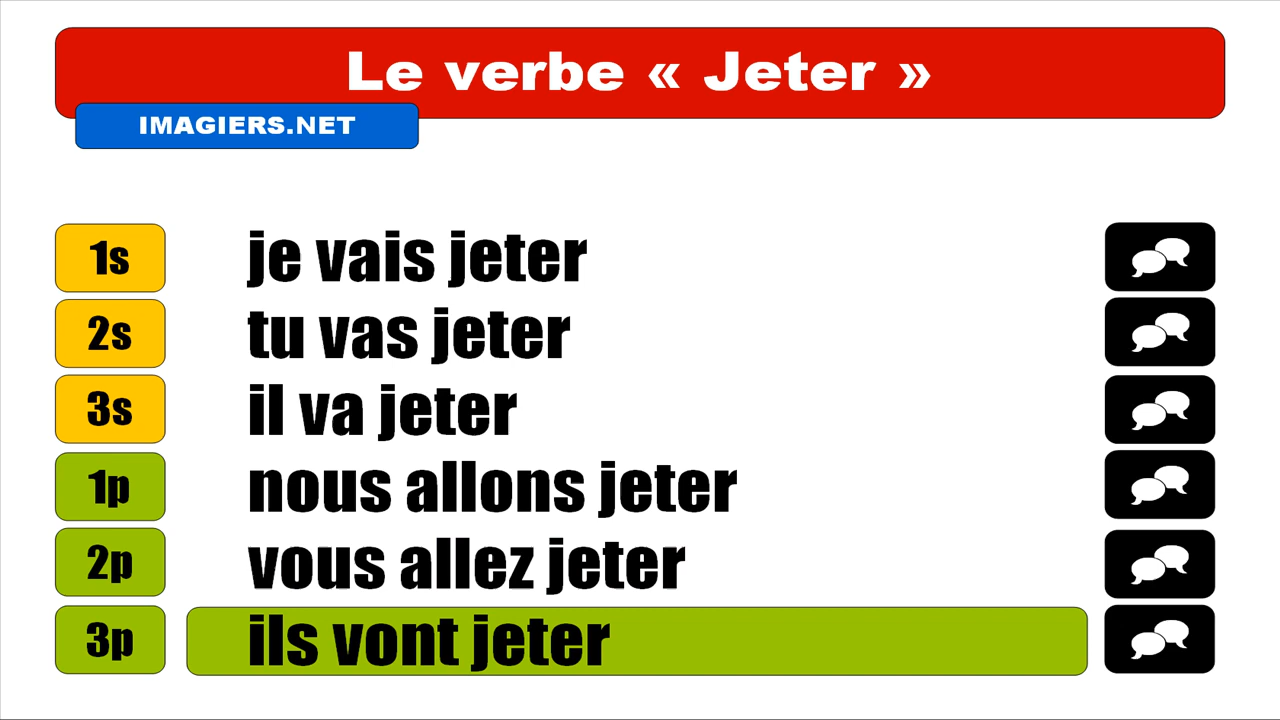 Le verbe « Jeter »
IMAGIERS.NET
1s je vais jeter
2s tu vas jeter
3s il va jeter
1p nous allons jeter
2p vous allez jeter
3p ils vont jeter